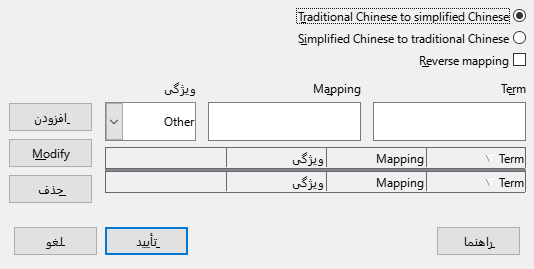 Traditional Chinese to simplified Chinese
Simplified Chinese to traditional Chinese
Reverse mapping
Term Mapping ویژگی
Other افزودن
Modify
Term Mapping ویژگی
Term Mapping ویژگی
حذف
راهنما تأیید لغو